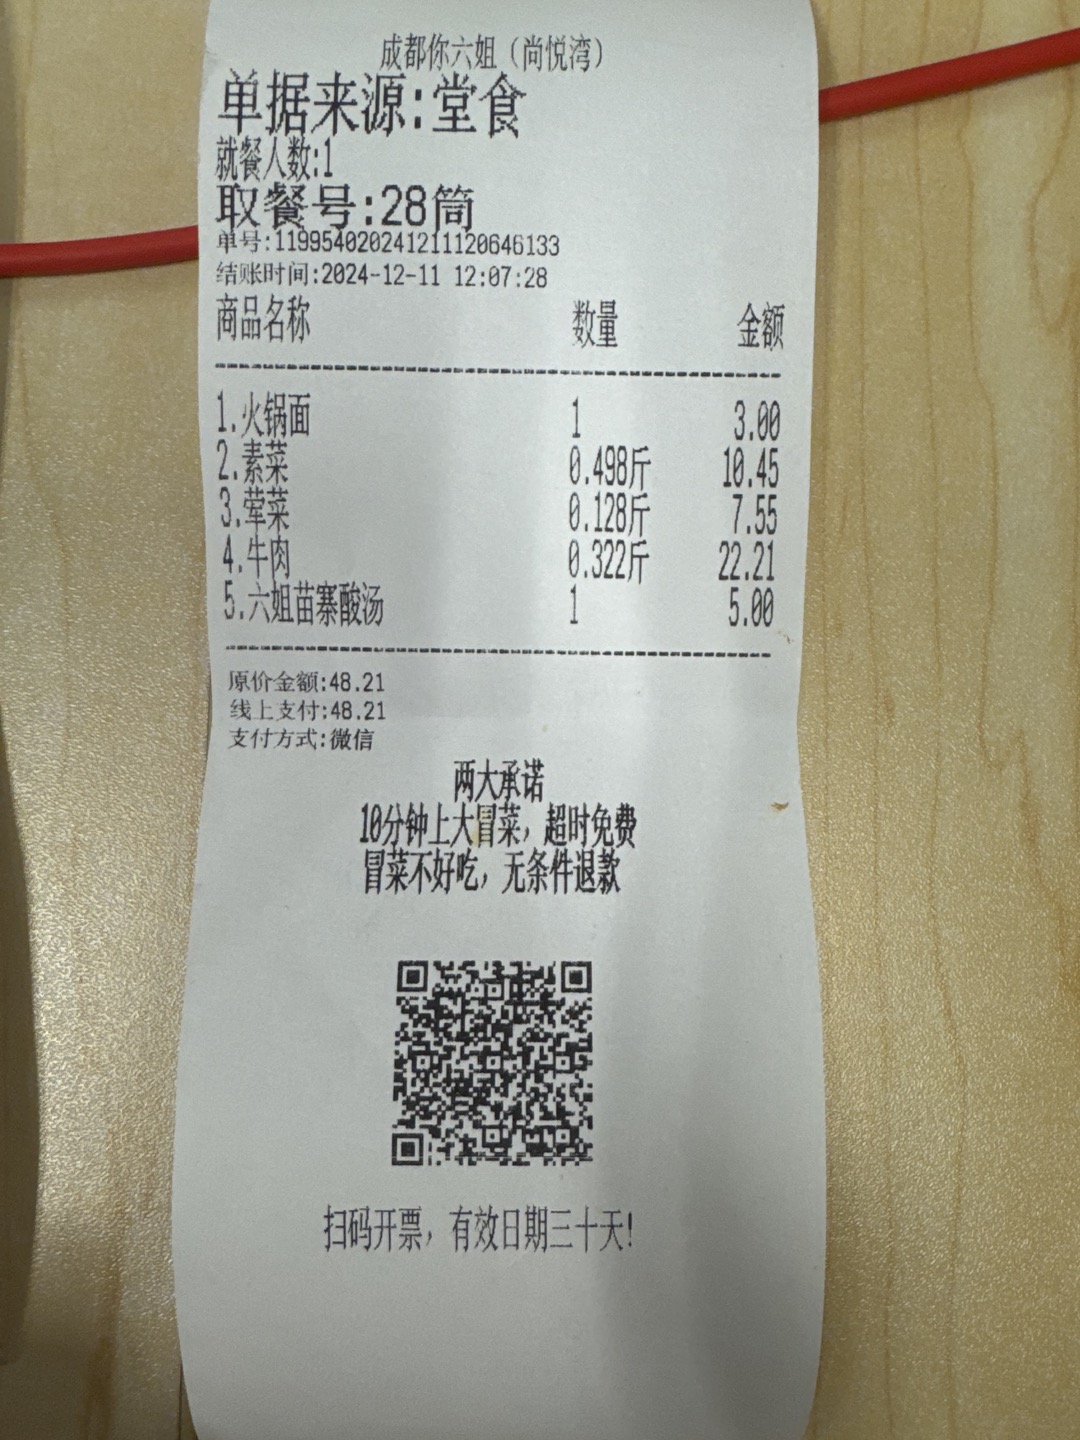 成都你六姐（尚悦湾）
单据来源:堂食
就餐人数:1
取餐号:28筒
单号:119954020241211120646133
结账时间:2024-12-11 12:07:28
商品名称 数量 金额
1.火锅面 1 3.00
2.素菜 0.498斤 10.45
3.荤菜 0.128斤 7.55
4.牛肉 0.322斤 22.21
5.六姐苗寨酸汤 1 5.00
原价金额:48.21
线上支付:48.21
支付方式:微信
两大承诺
10分钟上大冒菜，超时免费
冒菜不好吃，无条件退款
扫码开票，有效日期三十天!